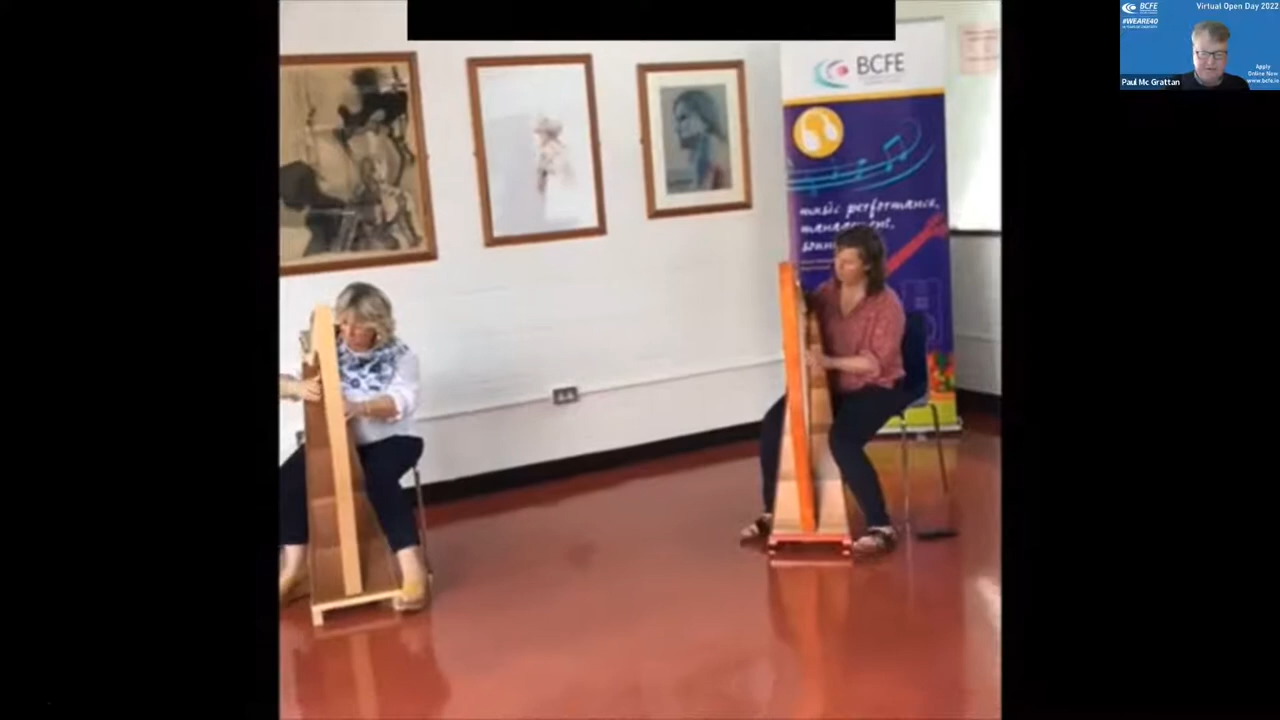 BCFE
music performance,
management,
BCFE
Virtual Open Day 2022
#WEARE40
Apply
Online Now
www.bcfe.ie
Paul Mc Grattan